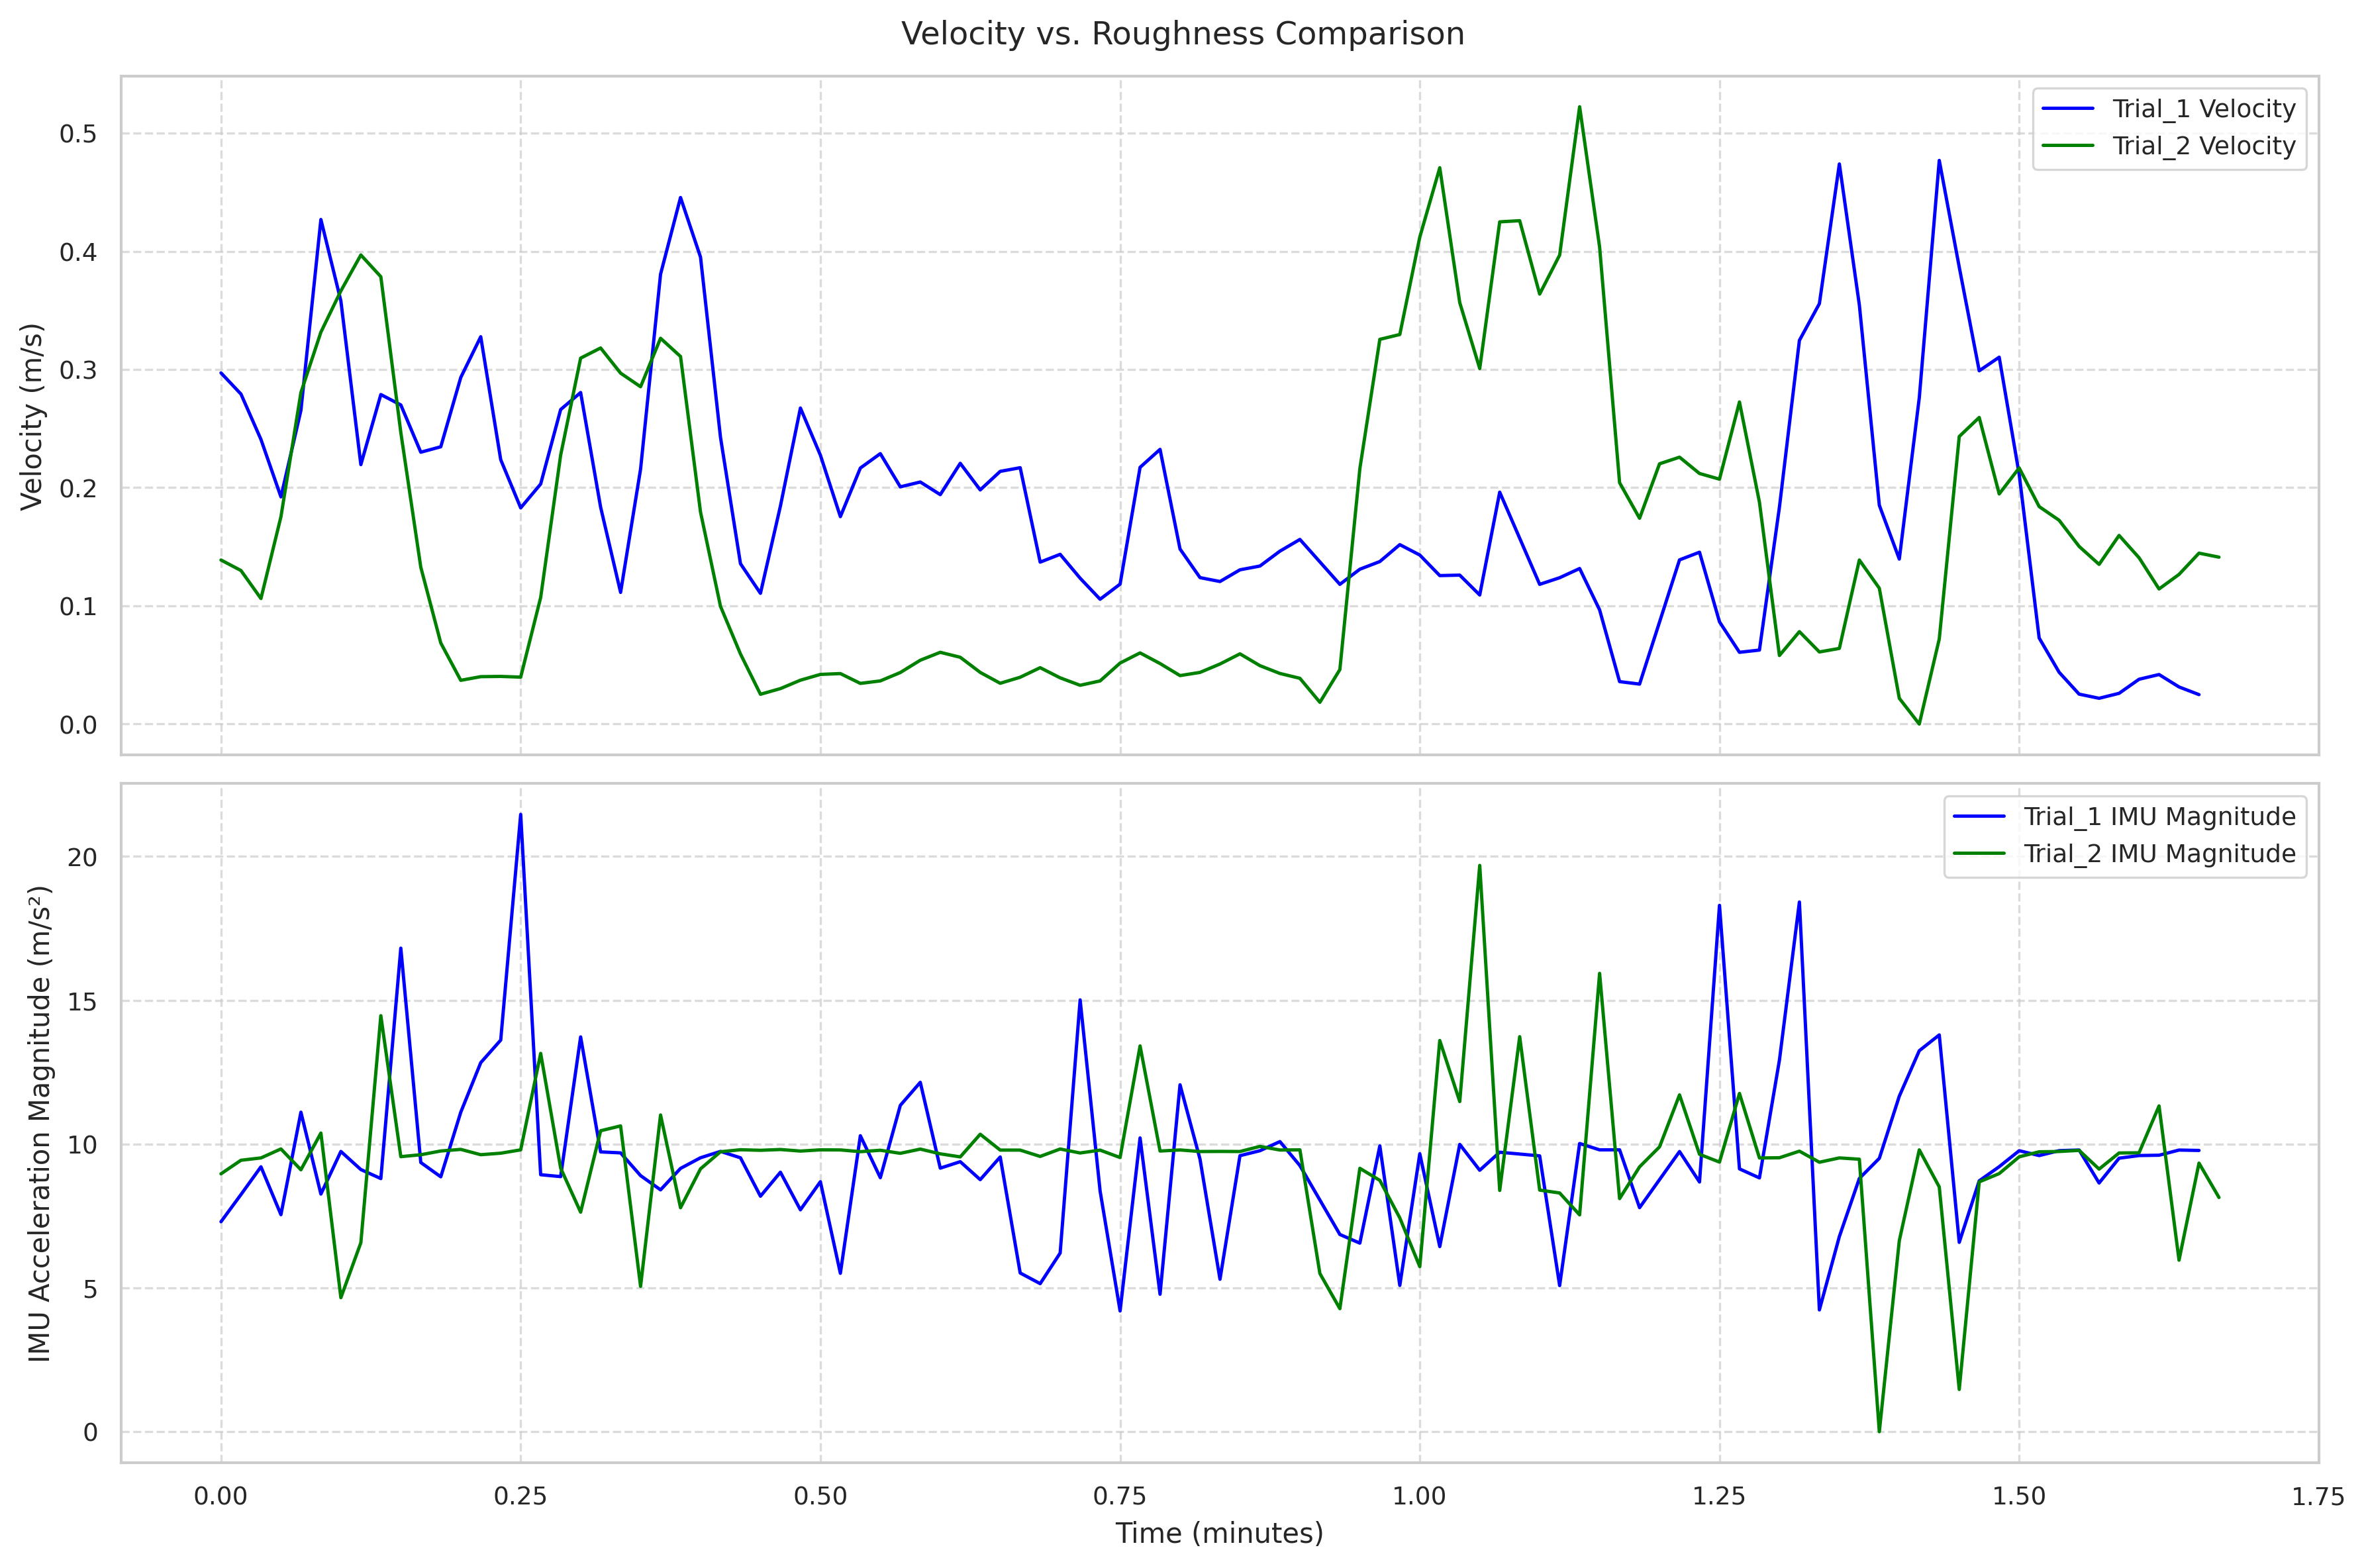 Velocity vs. Roughness Comparison
Velocity (m/s)
0.5
0.4
0.3
0.2
0.1
0.0
Trial_1 Velocity
Trial_2 Velocity
IMU Acceleration Magnitude (m/s²)
20
15
10
5
0
Trial_1 IMU Magnitude
Trial_2 IMU Magnitude
0.00 0.25 0.50 0.75 1.00 1.25 1.50 1.75
Time (minutes)